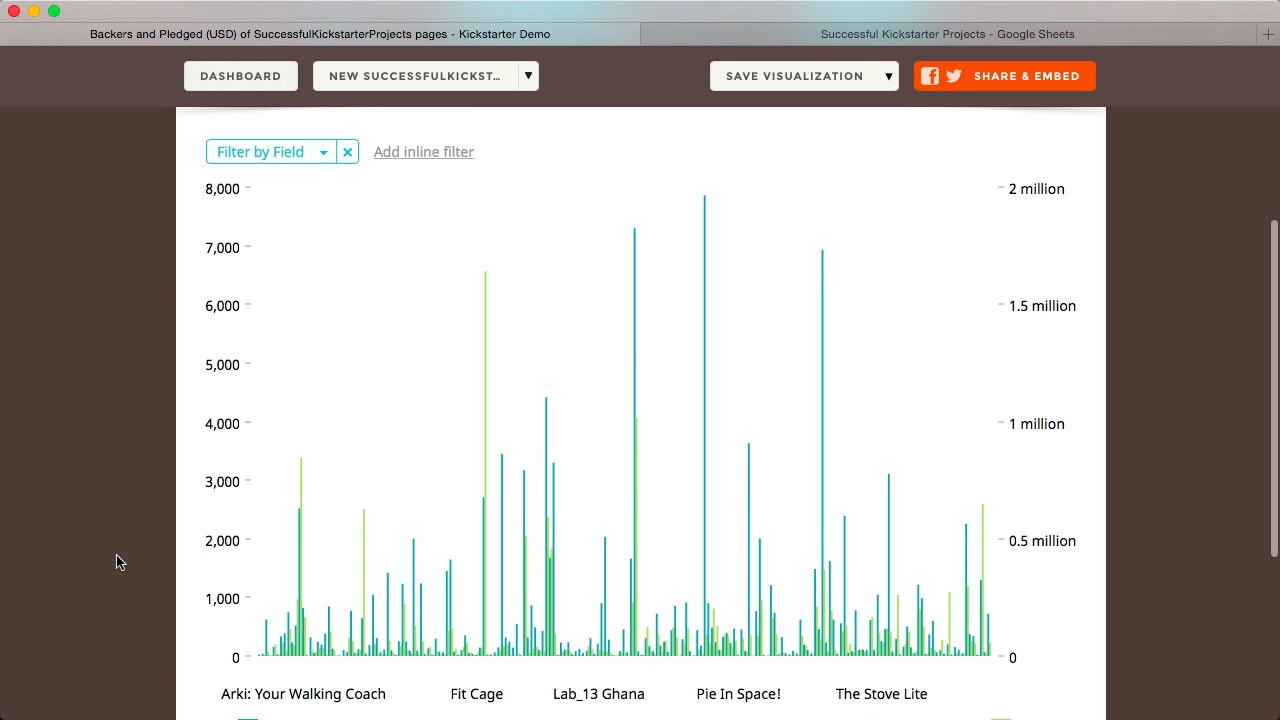 Backers and Pledged (USD) of SuccessfulKickstarterProjects pages - Kickstarter Demo
Successful Kickstarter Projects - Google Sheets
DASHBOARD
NEW SUCCESSFULKICKST...
SAVE VISUALIZATION
SHARE & EMBED
Filter by Field
Add inline filter
8,000
2 million
7,000
6,000
1.5 million
5,000
4,000
1 million
3,000
2,000
0.5 million
1,000
0
0
Arki: Your Walking Coach
Fit Cage
Lab_13 Ghana
Pie In Space!
The Stove Lite